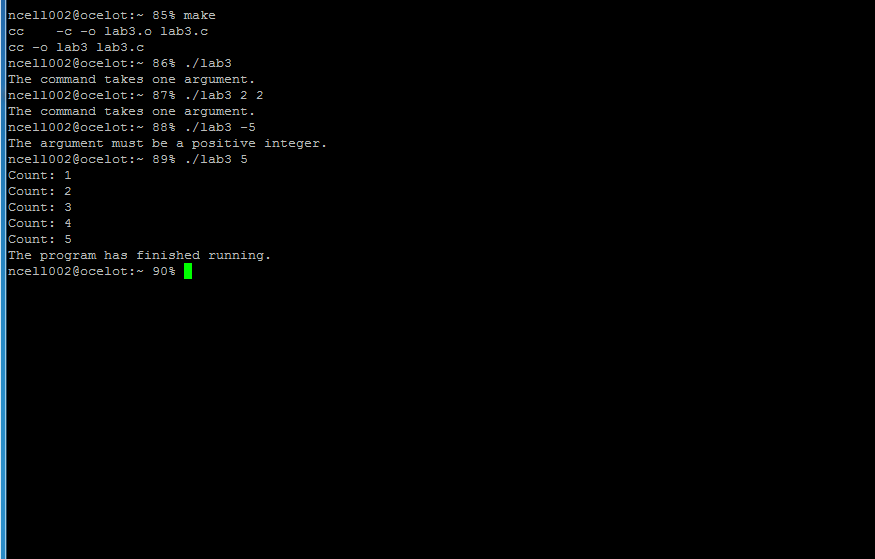 ncell002@ocelot:~ 85% make
cc    -c -o lab3.o lab3.c
cc -o lab3 lab3.c
ncell002@ocelot:~ 86% ./lab3
The command takes one argument.
ncell002@ocelot:~ 87% ./lab3 2 2
The command takes one argument.
ncell002@ocelot:~ 88% ./lab3 -5
The argument must be a positive integer.
ncell002@ocelot:~ 89% ./lab3 5
Count: 1
Count: 2
Count: 3
Count: 4
Count: 5
The program has finished running.
ncell002@ocelot:~ 90%